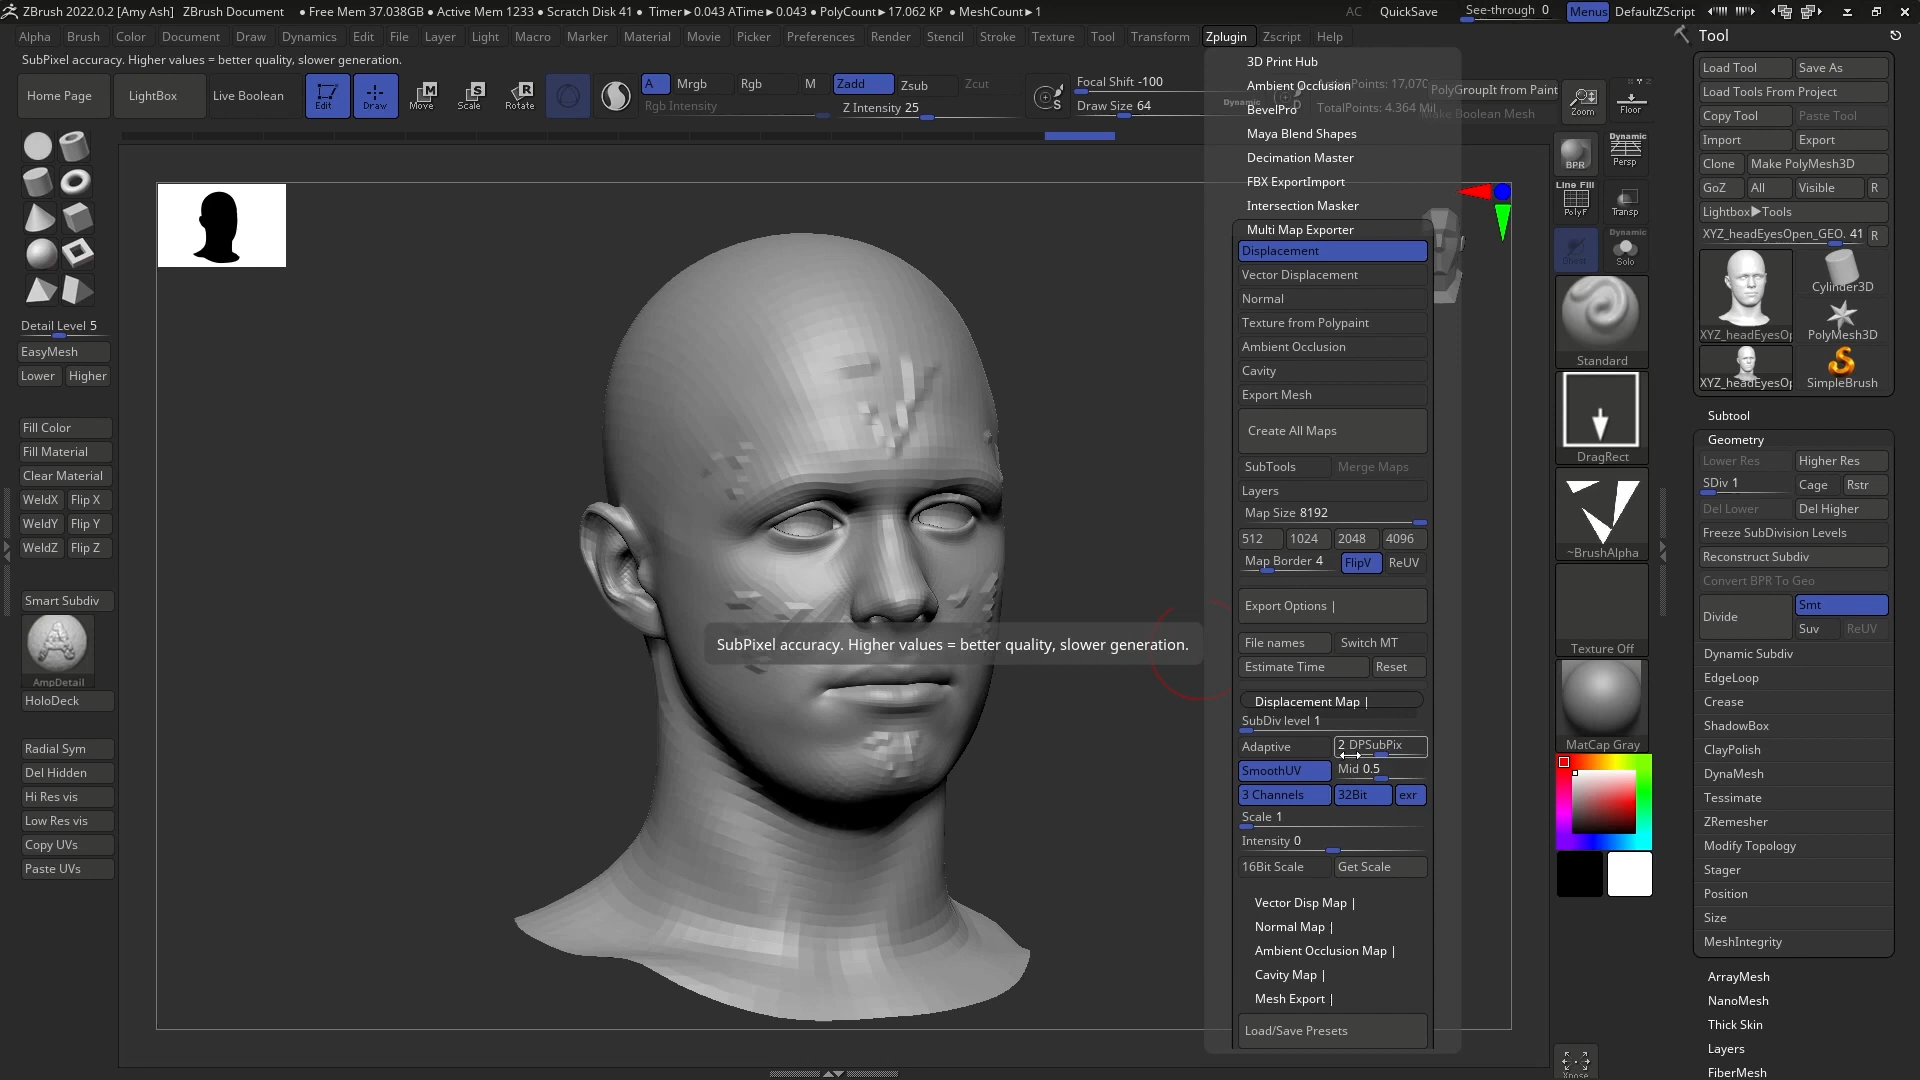 ZBrush 2022.0.2 [Amy Ash] ZBrush Document ● Free Mem 37.038GB ● Active Mem 1233 ● Scratch Disk 41 ● Timer►0.043 ATime►0.043 ● PolyCount►17.062 KP ● MeshCount►1 AC QuickSave See-through 0 Menus DefaultZScript
Alpha Brush Color Document Draw Dynamics Edit File Layer Light Macro Marker Material Movie Picker Preferences Render Stencil Stroke Texture Tool Transform Zplugin Zscript Help
SubPixel accuracy. Higher values = better quality, slower generation.
Home Page LightBox Live Boolean Edit Draw Move Scale Rotate
A Mrgb Rgb M Zadd Zsub Zcut
Rgb Intensity Z Intensity 25
Focal Shift -100
Draw Size 64 Dynamic
ActivePoints: 17,070
TotalPoints: 4.364 Mil
PolyGroupIt from Paint
Make Boolean Mesh
Zoom Floor
Detail Level 5
EasyMesh
Lower Higher
Fill Color
Fill Material
Clear Material
WeldX Flip X
WeldY Flip Y
WeldZ Flip Z
Smart Subdiv
AmpDetail
HoloDeck
Radial Sym
Del Hidden
Hi Res vis
Low Res vis
Copy UVs
Paste UVs
SubPixel accuracy. Higher values = better quality, slower generation.
3D Print Hub
Ambient Occlusion
BevelPro
Maya Blend Shapes
Decimation Master
FBX ExportImport
Intersection Masker
Multi Map Exporter
Displacement
Vector Displacement
Normal
Texture from Polypaint
Ambient Occlusion
Cavity
Export Mesh
Create All Maps
SubTools Merge Maps
Layers
Map Size 8192
512 1024 2048 4096
Map Border 4 FlipV ReUV
Export Options |
File names Switch MT
Estimate Time Reset
Displacement Map |
SubDiv level 1
Adaptive 2 DPSubPix
SmoothUV Mid 0.5
3 Channels 32Bit exr
Scale 1
Intensity 0
16Bit Scale Get Scale
Vector Disp Map |
Normal Map |
Ambient Occlusion Map |
Cavity Map |
Mesh Export |
Load/Save Presets
BPR Dynamic Persp
Line Fill PolyF Transp
Ghost Dynamic Solo
Standard
DragRect
~BrushAlpha
Texture Off
MatCap Gray
Xpose
Tool
Load Tool Save As
Load Tools From Project
Copy Tool Paste Tool
Import Export
Clone Make PolyMesh3D
GoZ All Visible R
Lightbox►Tools
XYZ_headEyesOpen_GEO. 41 R
Cylinder3D
XYZ_headEyesOp PolyMesh3D
XYZ_headEyesOp SimpleBrush
Subtool
Geometry
Lower Res Higher Res
SDiv 1 Cage Rstr
Del Lower Del Higher
Freeze SubDivision Levels
Reconstruct Subdiv
Convert BPR To Geo
Divide Smt
Suv ReUV
Dynamic Subdiv
EdgeLoop
Crease
ShadowBox
ClayPolish
DynaMesh
Tessimate
ZRemesher
Modify Topology
Stager
Position
Size
MeshIntegrity
ArrayMesh
NanoMesh
Thick Skin
Layers
FiberMesh